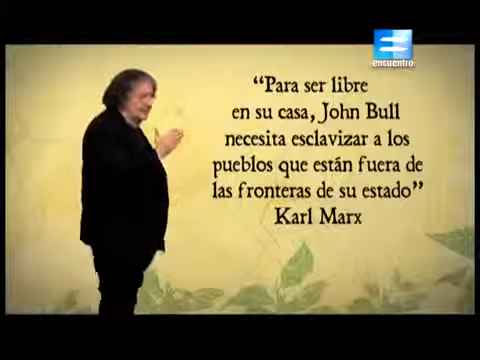 encuentro
“Para ser libre
en su casa, John Bull
necesita esclavizar a los
pueblos que están fuera de
las fronteras de su estado”
Karl Marx